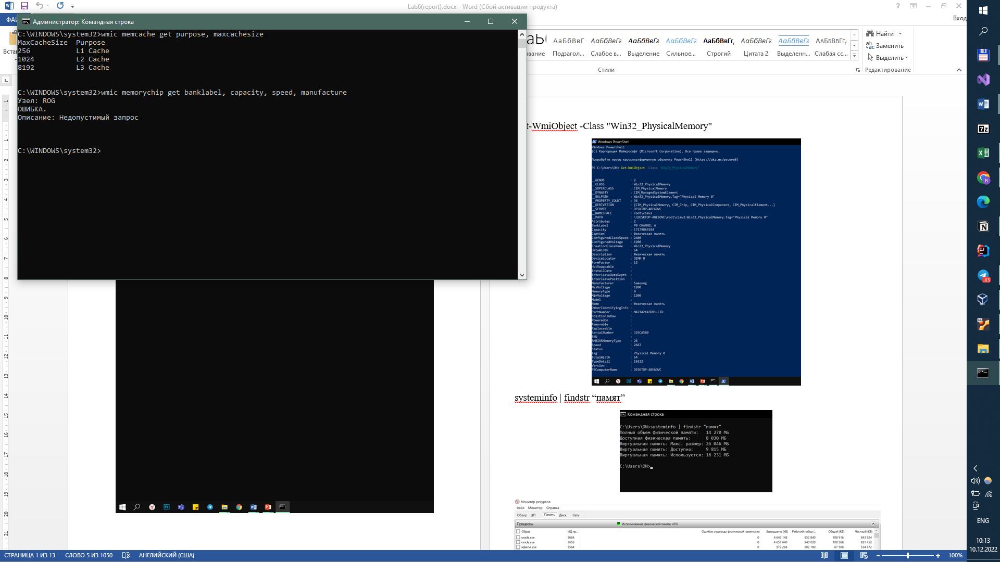 Lab6(report).docx - Word (Сбой активации продукта)
Вход
Администратор: Командная строка
C:\WINDOWS\system32>wmic memcache get purpose, maxcachesize
MaxCacheSize  Purpose
256           L1 Cache
1024          L2 Cache
8192          L3 Cache
C:\WINDOWS\system32>wmic memorychip get banklabel, capacity, speed, manufacture
Узел: ROG
ОШИБКА.
Описание: Недопустимый запрос
C:\WINDOWS\system32>
АаБбВвГ АаБбВвГг АаБбВвГг АаБбВвГг АаБбВвГг, АаБбВвГг АаБбВвГг ААБбВвГг,
Подзагол... Слабое в... Выделение Сильное... Строгий Цитата 2 Выделенн... Слабая сс...
Стили
Найти
Заменить
Выделить
Редактирование
t-WmiObject -Class "Win32_PhysicalMemory"
Windows PowerShell
Windows PowerShell
(C) Корпорация Майкрософт (Microsoft Corporation). Все права защищены.
Попробуйте новую кроссплатформенную оболочку PowerShell (https://aka.ms/pscore6)
PS C:\Users\ON> Get-WmiObject -Class "Win32_PhysicalMemory"
__GENUS : 2
__CLASS : Win32_PhysicalMemory
__SUPERCLASS : CIM_PhysicalMemory
__DYNASTY : CIM_ManagedSystemElement
__RELPATH : Win32_PhysicalMemory.Tag="Physical Memory 0"
__PROPERTY_COUNT : 36
__DERIVATION : {CIM_PhysicalMemory, CIM_Chip, CIM_PhysicalComponent, CIM_PhysicalElement...}
__SERVER : DESKTOP-A8E6OVC
__NAMESPACE : root\cimv2
__PATH : \\DESKTOP-A8E6OVC\root\cimv2:Win32_PhysicalMemory.Tag="Physical Memory 0"
Attributes : 2
BankLabel : P0 CHANNEL A
Capacity : 17179869184
Caption : Физическая память
ConfiguredClockSpeed : 2400
ConfiguredVoltage : 1200
CreationClassName : Win32_PhysicalMemory
DataWidth : 64
Description : Физическая память
DeviceLocator : DIMM 0
FormFactor : 12
HotSwappable :
InstallDate :
InterleaveDataDepth :
InterleavePosition :
Manufacturer : Samsung
MaxVoltage : 1200
MemoryType : 0
MinVoltage : 1200
Model :
Name : Физическая память
OtherIdentifyingInfo :
PartNumber : M471A2K43DB1-CTD
PositionInRow :
PoweredOn :
Removable :
Replaceable :
SerialNumber : 325CA580
SKU :
SMBIOSMemoryType : 26
Speed : 2667
Status :
Tag : Physical Memory 0
TotalWidth : 64
TypeDetail : 16512
Version :
PSComputerName : DESKTOP-A8E6OVC
systeminfo | findstr “памят”
Командная строка
C:\Users\ON>systeminfo | findstr "памят"
Полный объем физической памяти:   14 270 МБ
Доступная физическая память:      8 030 МБ
Виртуальная память: Макс. размер: 26 046 МБ
Виртуальная память: Доступна:     9 815 МБ
Виртуальная память: Используется: 16 231 МБ
C:\Users\ON>
Монитор ресурсов
Файл Монитор Справка
Обзор ЦП Память Диск Сеть
Процессы Использование физической памяти: 43%
Образ ИД пр... Ошибок страницы физической памяти/сек Завершено (КБ) Рабочий набор (... Общий (КБ) Частный (КБ)
oracle.exe 5664 0 4 649 148 952 840 108 916 843 924
oracle.exe 5656 0 4 653 640 940 020 108 568 831 452
sqlservr.exe 5584 0 972 268 602 180 67 508 534 672
СТРАНИЦА 1 ИЗ 13 СЛОВО 5 ИЗ 1050 АНГЛИЙСКИЙ (США)
100%
ENG
10:13
10.12.2022